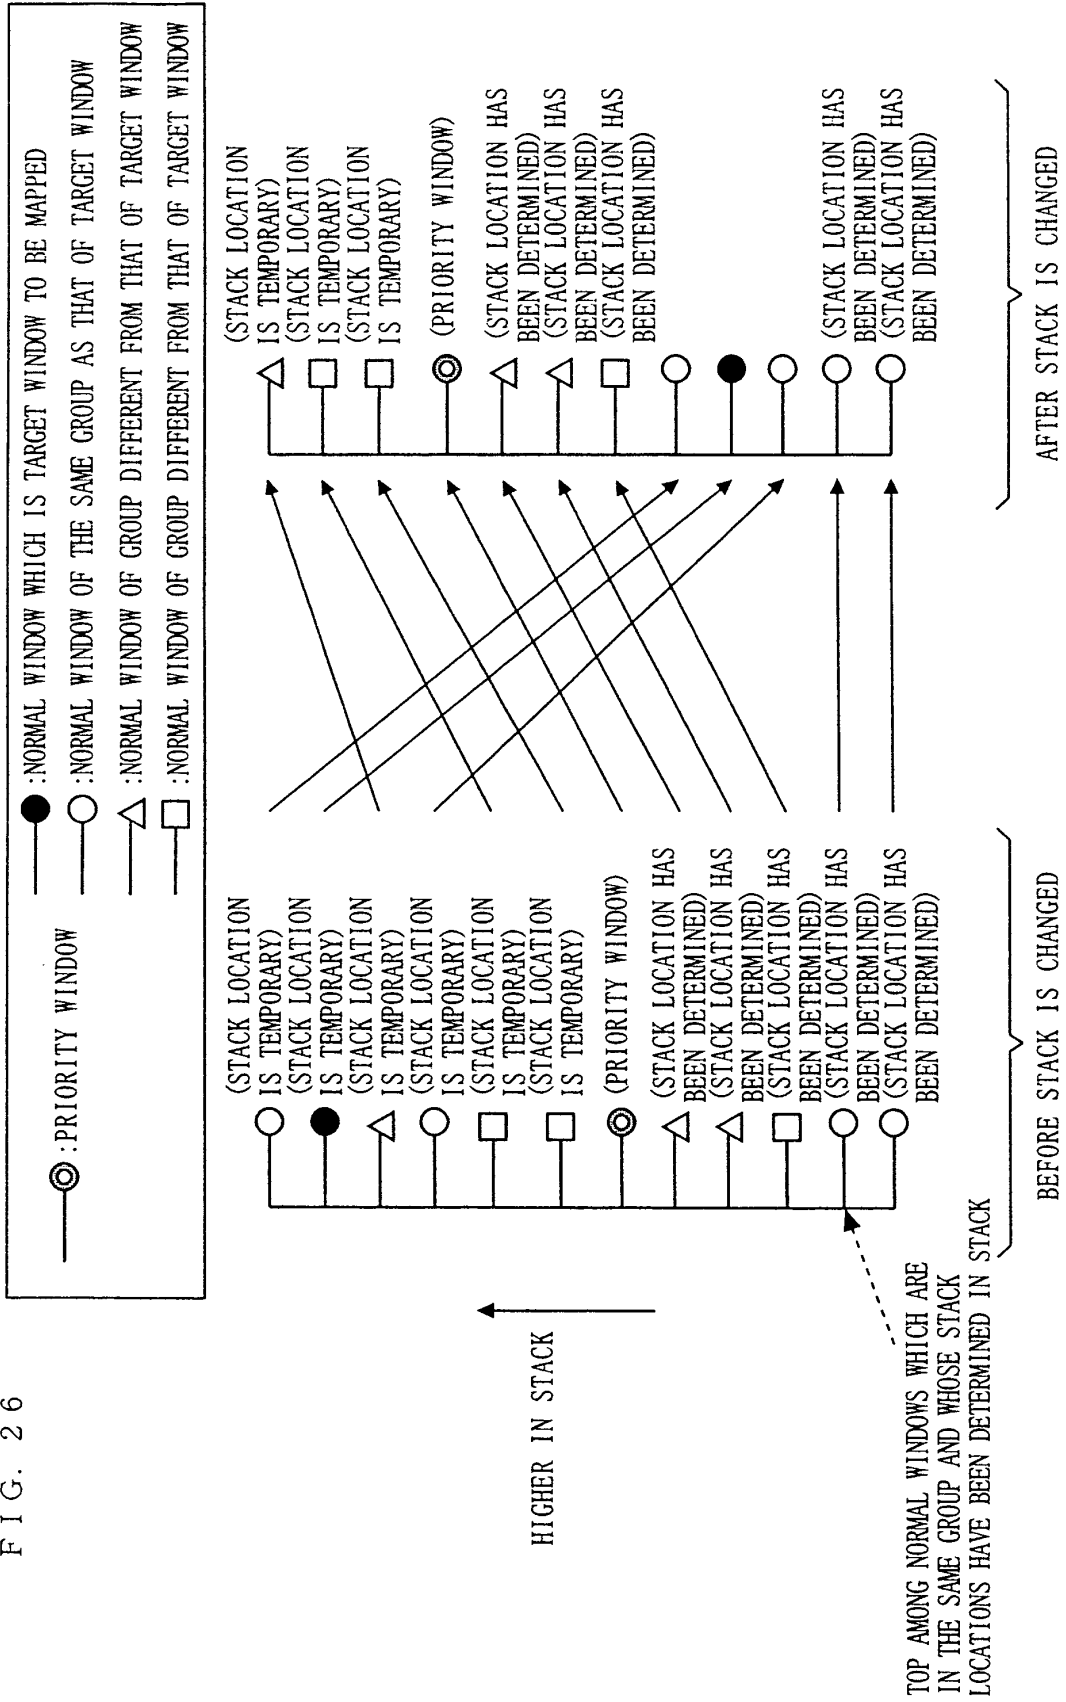 FIG. 26
:PRIORITY WINDOW
:NORMAL WINDOW WHICH IS TARGET WINDOW TO BE MAPPED
:NORMAL WINDOW OF THE SAME GROUP AS THAT OF TARGET WINDOW
:NORMAL WINDOW OF GROUP DIFFERENT FROM THAT OF TARGET WINDOW
:NORMAL WINDOW OF GROUP DIFFERENT FROM THAT OF TARGET WINDOW
HIGHER IN STACK
TOP AMONG NORMAL WINDOWS WHICH ARE
IN THE SAME GROUP AND WHOSE STACK
LOCATIONS HAVE BEEN DETERMINED IN STACK
(STACK LOCATION
IS TEMPORARY)
(STACK LOCATION
IS TEMPORARY)
(STACK LOCATION
IS TEMPORARY)
(STACK LOCATION
IS TEMPORARY)
(STACK LOCATION
IS TEMPORARY)
(STACK LOCATION
IS TEMPORARY)
(PRIORITY WINDOW)
(STACK LOCATION HAS
BEEN DETERMINED)
(STACK LOCATION HAS
BEEN DETERMINED)
(STACK LOCATION HAS
BEEN DETERMINED)
(STACK LOCATION HAS
BEEN DETERMINED)
(STACK LOCATION HAS
BEEN DETERMINED)
BEFORE STACK IS CHANGED
(STACK LOCATION
IS TEMPORARY)
(STACK LOCATION
IS TEMPORARY)
(STACK LOCATION
IS TEMPORARY)
(PRIORITY WINDOW)
(STACK LOCATION HAS
BEEN DETERMINED)
(STACK LOCATION HAS
BEEN DETERMINED)
(STACK LOCATION HAS
BEEN DETERMINED)
(STACK LOCATION HAS
BEEN DETERMINED)
(STACK LOCATION HAS
BEEN DETERMINED)
AFTER STACK IS CHANGED